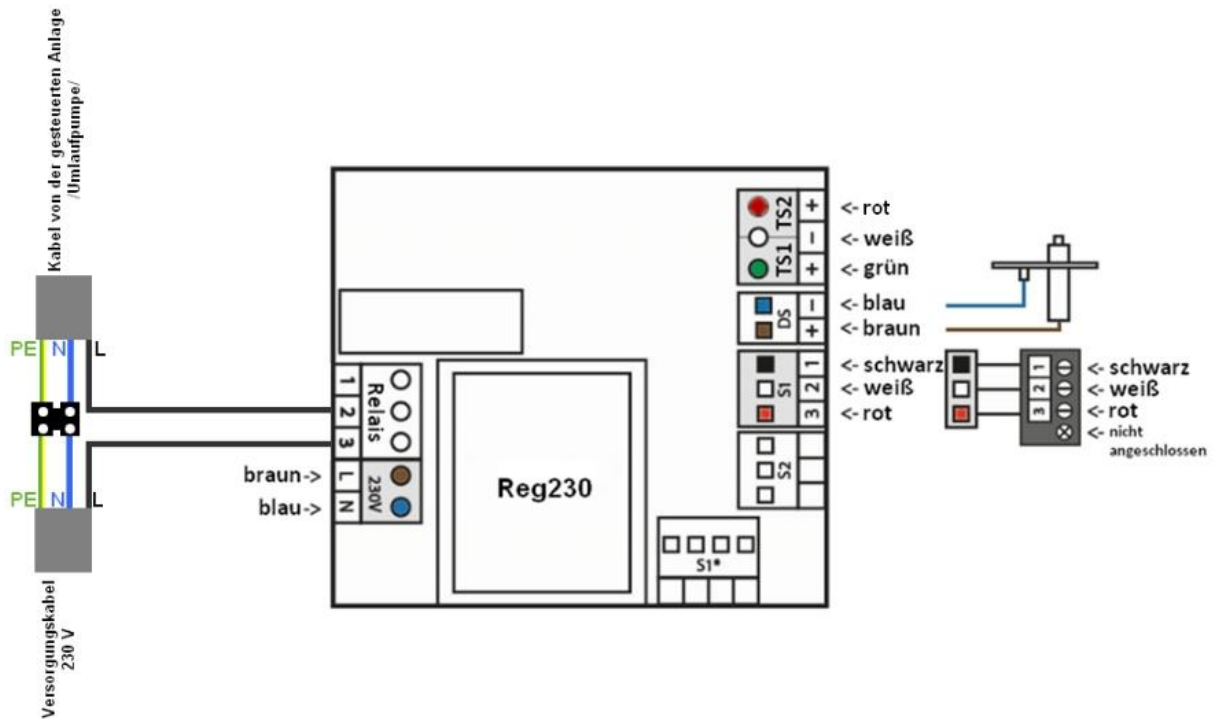 Kabel von der gesteuerten Anlage
/Umlaufpumpe/
PE N L
PE N L
Versorgungskabel
230 V
1
2
3
Relais
L
N
230V
braun->
blau->
Reg230
TS2
TS1
+
−
+
<- rot
<- weiß
<- grün
DS
−
+
<- blau
<- braun
S1
1
2
3
<- schwarz
<- weiß
<- rot
S2
S1*
1
2
3
<- schwarz
<- weiß
<- rot
<- nicht
angeschlossen